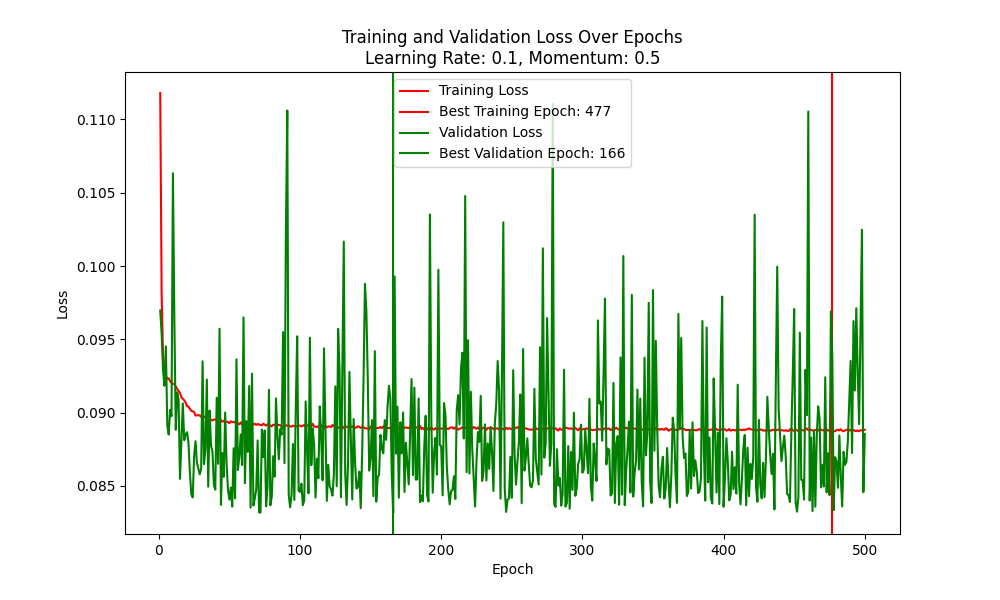 Training and Validation Loss Over Epochs
Learning Rate: 0.1, Momentum: 0.5
Training Loss
Best Training Epoch: 477
Validation Loss
Best Validation Epoch: 166
0.110
0.105
0.100
0.095
0.090
0.085
Loss
0
100
200
300
400
500
Epoch